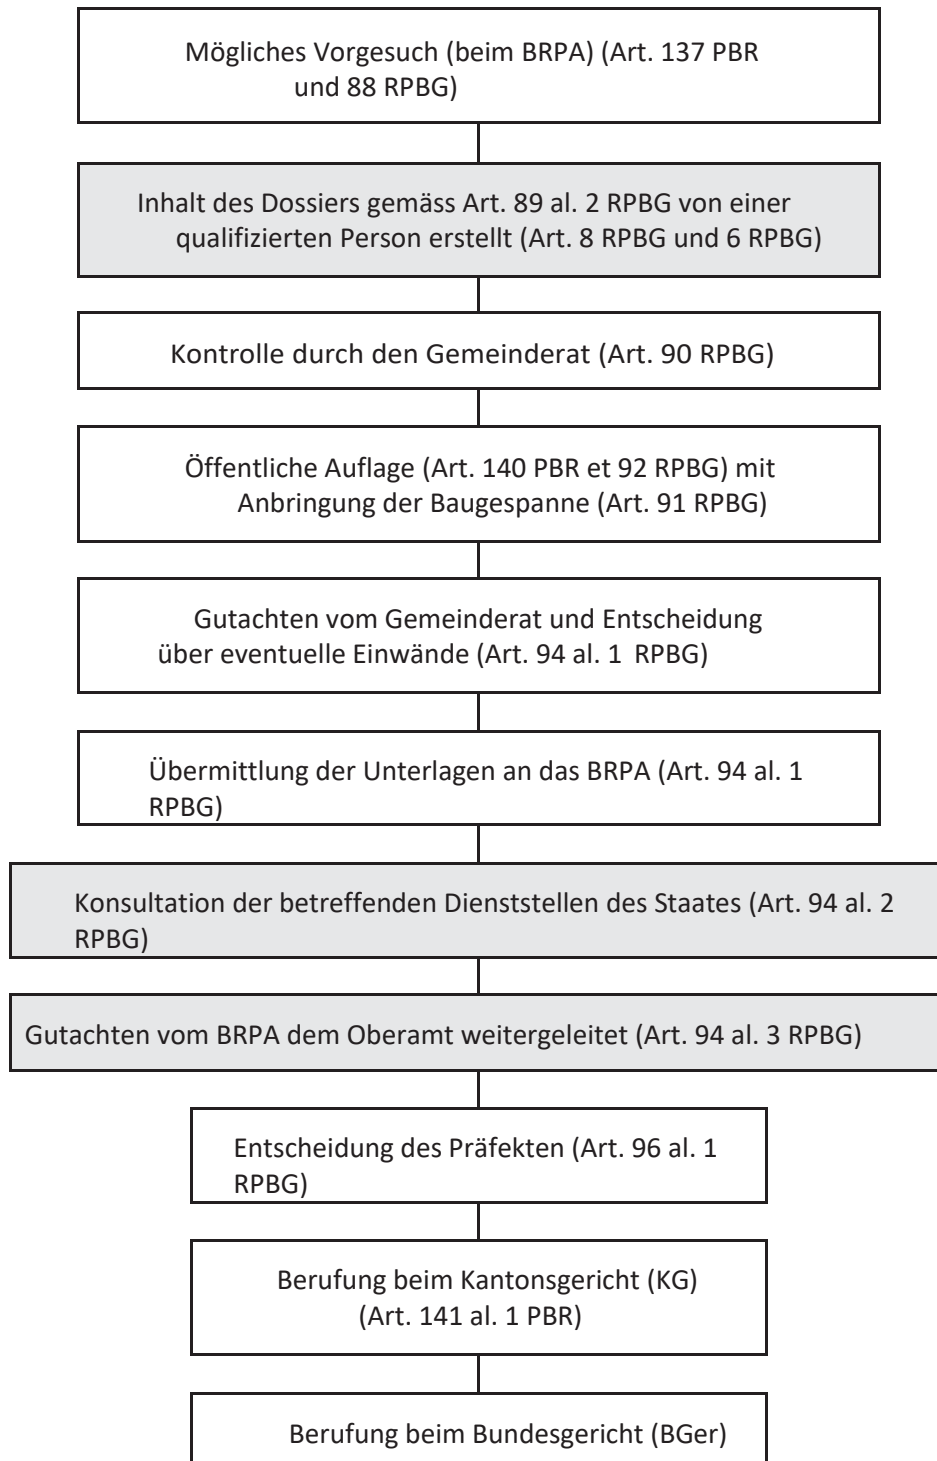 Mögliches Vorgesuch (beim BRPA) (Art. 137 PBR
und 88 RPBG)
Inhalt des Dossiers gemäss Art. 89 al. 2 RPBG von einer
qualifizierten Person erstellt (Art. 8 RPBG und 6 RPBG)
Kontrolle durch den Gemeinderat (Art. 90 RPBG)
Öffentliche Auflage (Art. 140 PBR et 92 RPBG) mit
Anbringung der Baugespanne (Art. 91 RPBG)
Gutachten vom Gemeinderat und Entscheidung
über eventuelle Einwände (Art. 94 al. 1 RPBG)
Übermittlung der Unterlagen an das BRPA (Art. 94 al. 1
RPBG)
Konsultation der betreffenden Dienststellen des Staates (Art. 94 al. 2
RPBG)
Gutachten vom BRPA dem Oberamt weitergeleitet (Art. 94 al. 3 RPBG)
Entscheidung des Präfekten (Art. 96 al. 1
RPBG)
Berufung beim Kantonsgericht (KG)
(Art. 141 al. 1 PBR)
Berufung beim Bundesgericht (BGer)